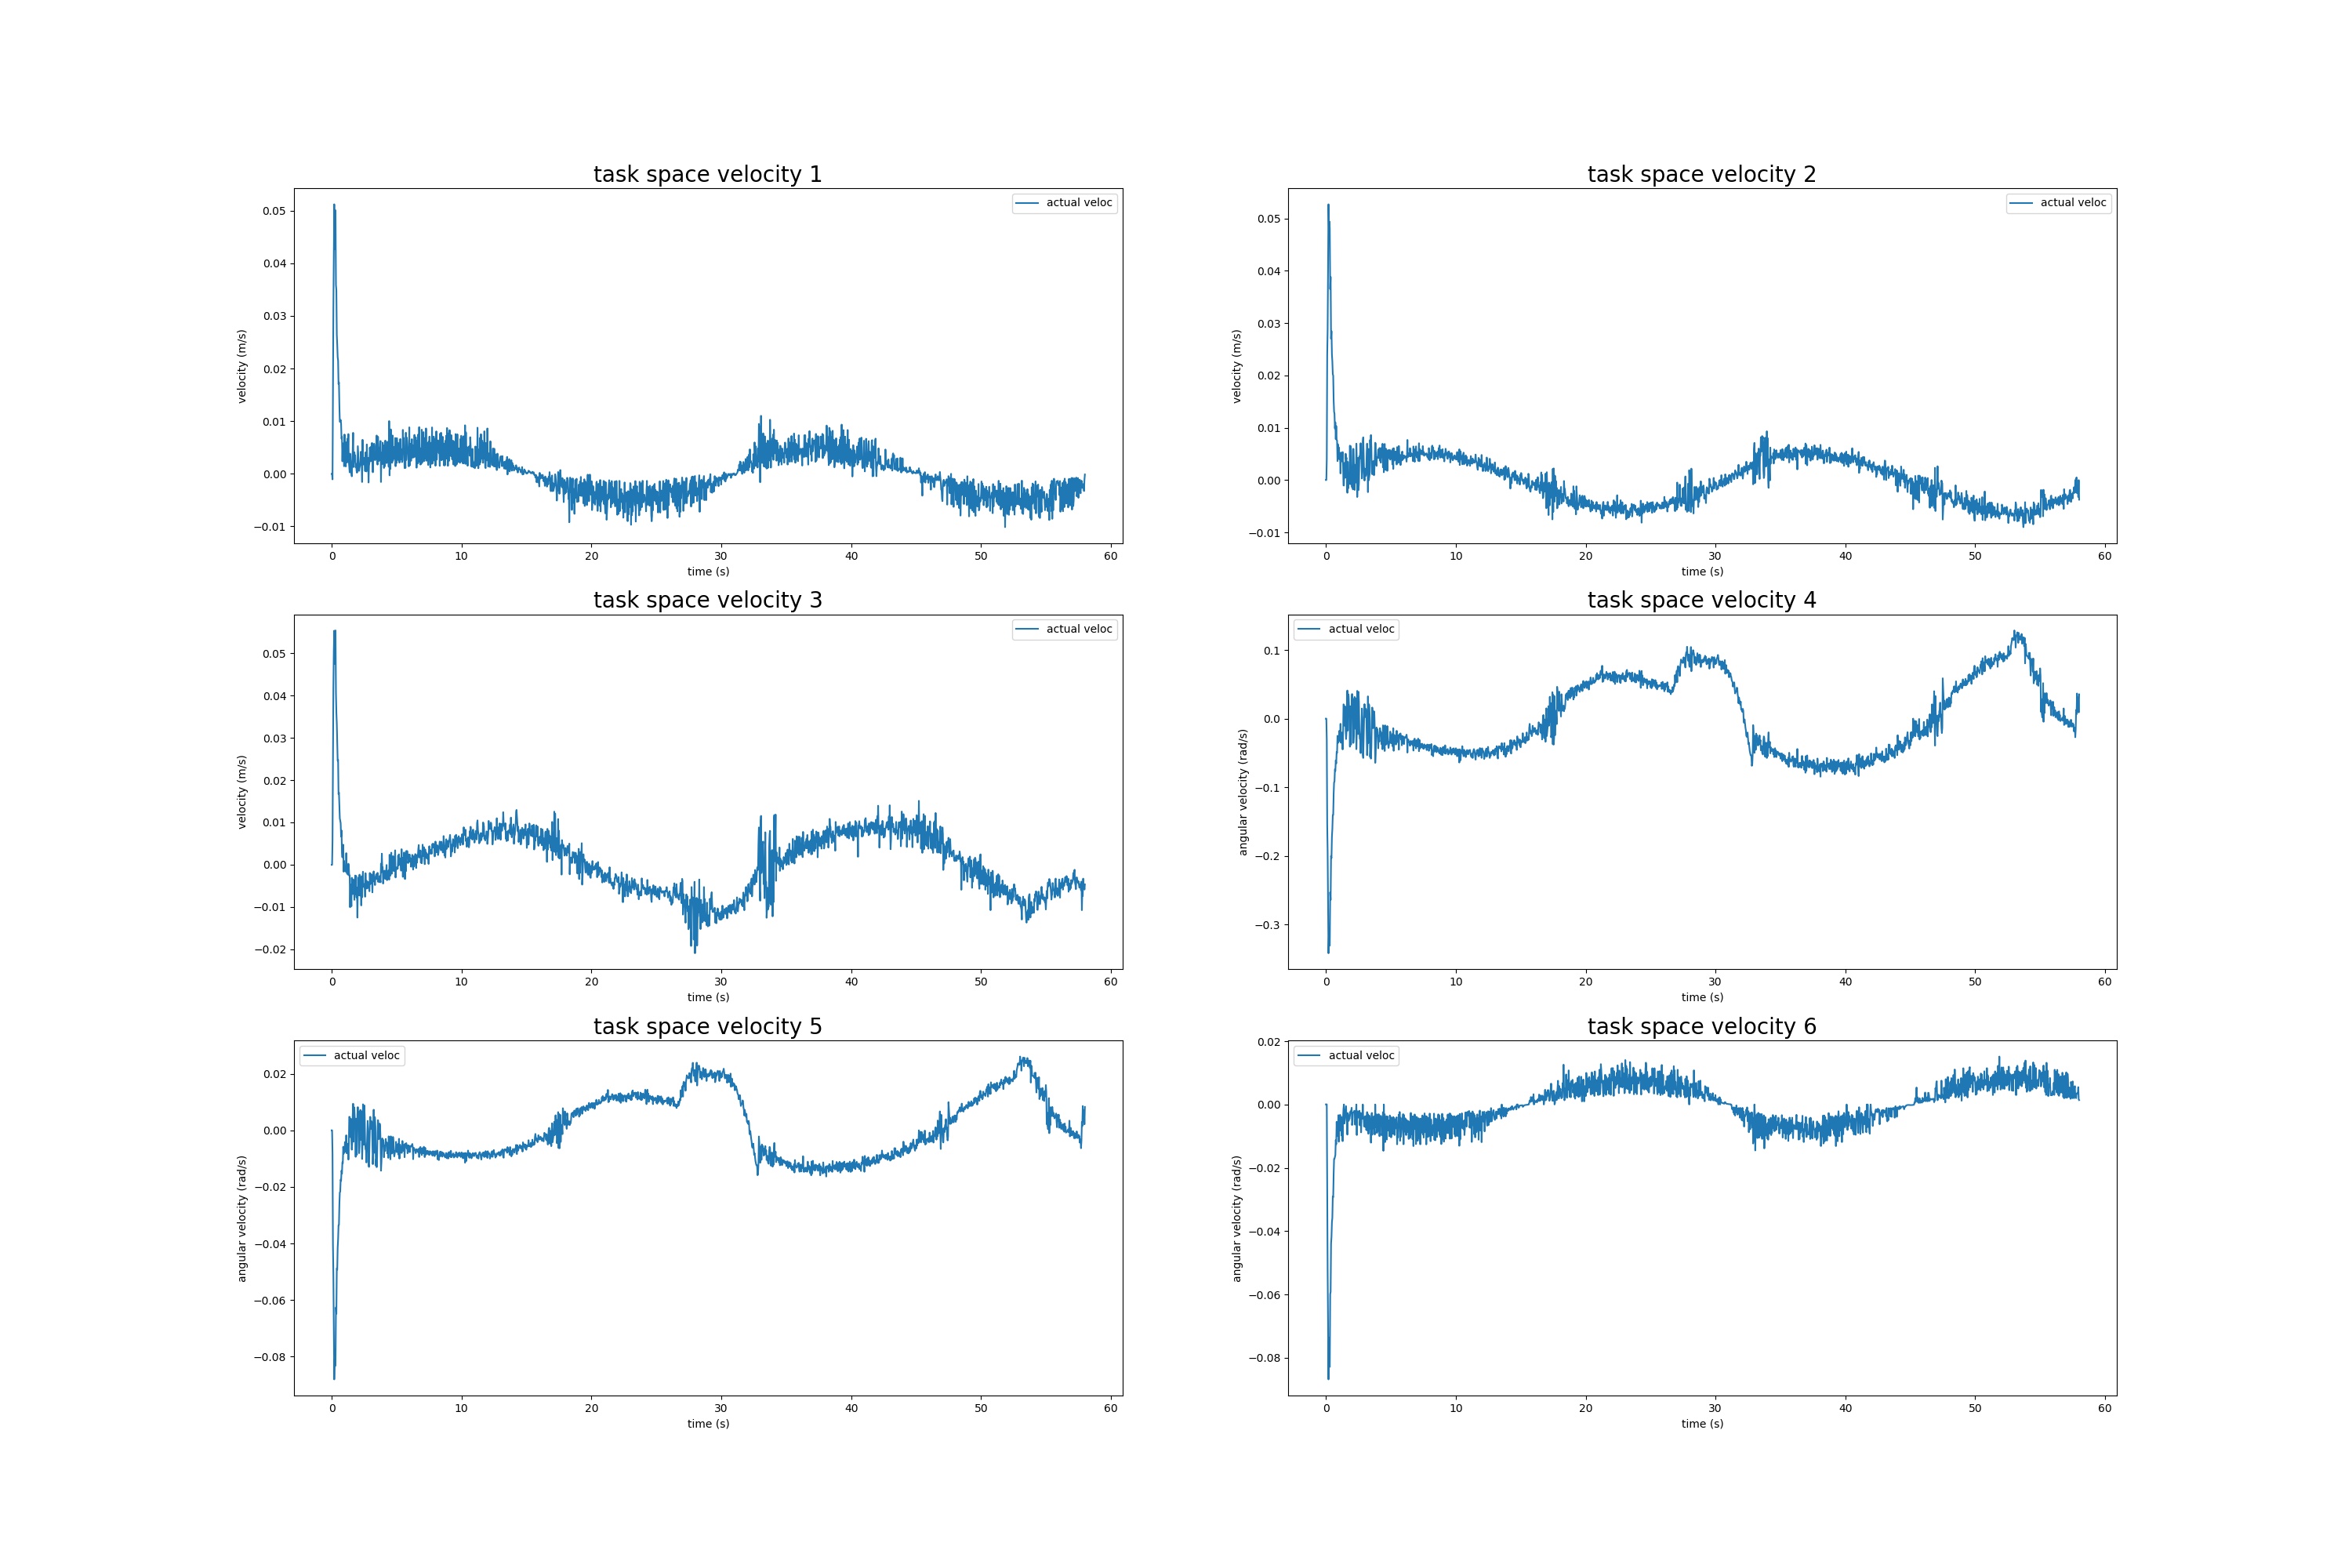 task space velocity 1
actual veloc
velocity (m/s)
0.05
0.04
0.03
0.02
0.01
0.00
−0.01
0 10 20 30 40 50 60
time (s)
task space velocity 2
actual veloc
velocity (m/s)
0.05
0.04
0.03
0.02
0.01
0.00
−0.01
0 10 20 30 40 50 60
time (s)
task space velocity 3
actual veloc
velocity (m/s)
0.05
0.04
0.03
0.02
0.01
0.00
−0.01
−0.02
0 10 20 30 40 50 60
time (s)
task space velocity 4
actual veloc
angular velocity (rad/s)
0.1
0.0
−0.1
−0.2
−0.3
0 10 20 30 40 50 60
time (s)
task space velocity 5
actual veloc
angular velocity (rad/s)
0.02
0.00
−0.02
−0.04
−0.06
−0.08
0 10 20 30 40 50 60
time (s)
task space velocity 6
actual veloc
angular velocity (rad/s)
0.02
0.00
−0.02
−0.04
−0.06
−0.08
0 10 20 30 40 50 60
time (s)